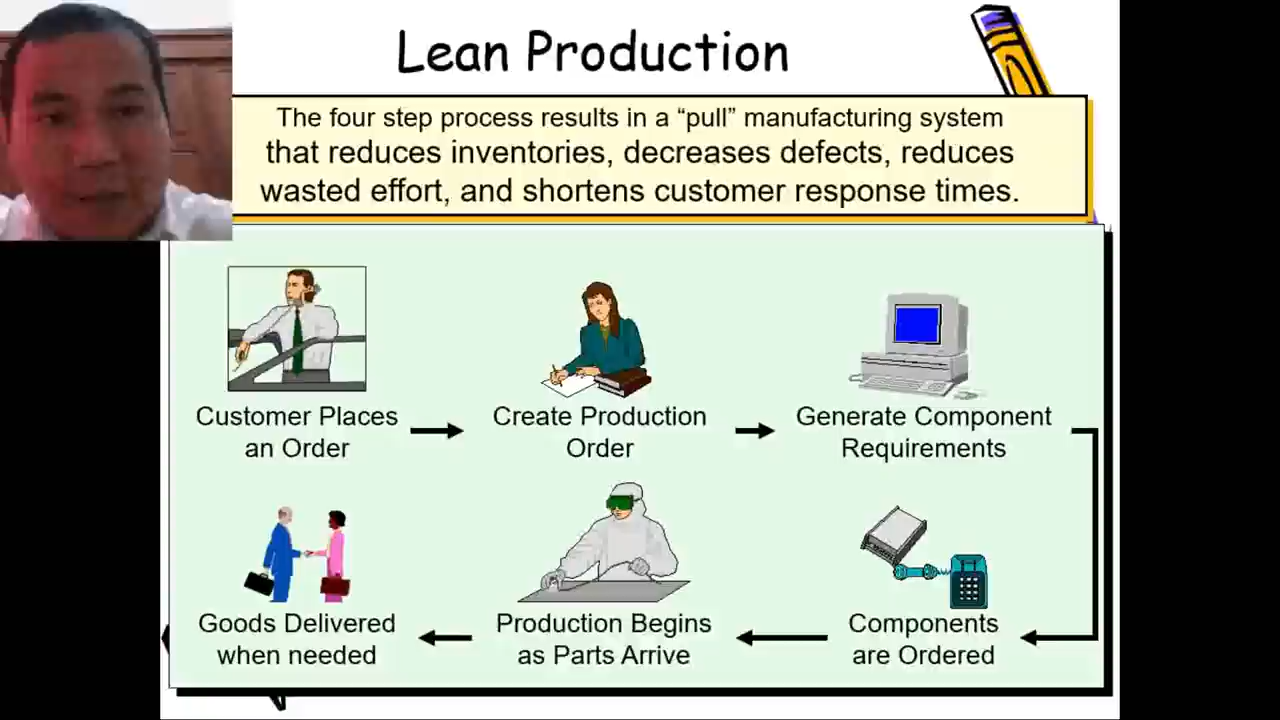 Lean Production
The four step process results in a “pull” manufacturing system
that reduces inventories, decreases defects, reduces
wasted effort, and shortens customer response times.
Customer Places
an Order
Create Production
Order
Generate Component
Requirements
Components
are Ordered
Production Begins
as Parts Arrive
Goods Delivered
when needed